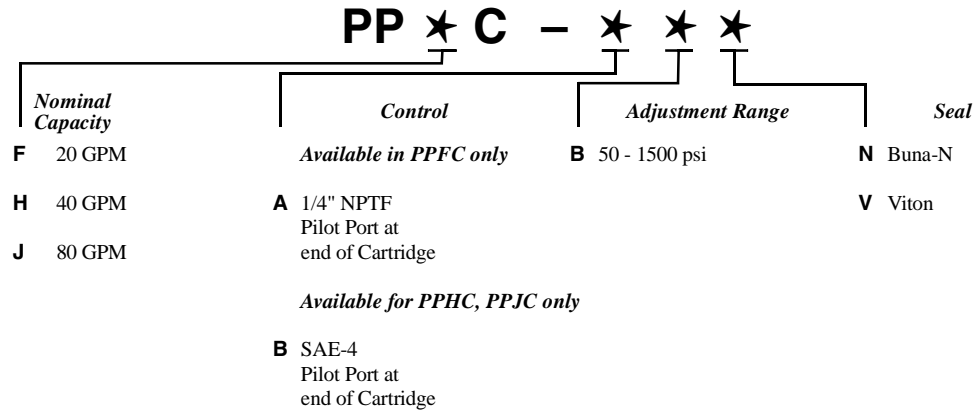 PP ✶ C – ✶ ✶ ✶
Nominal
Capacity
F 20 GPM
H 40 GPM
J 80 GPM
Control
Available in PPFC only
A 1/4" NPTF
Pilot Port at
end of Cartridge
Available for PPHC, PPJC only
B SAE-4
Pilot Port at
end of Cartridge
Adjustment Range
B 50 - 1500 psi
Seal
N Buna-N
V Viton